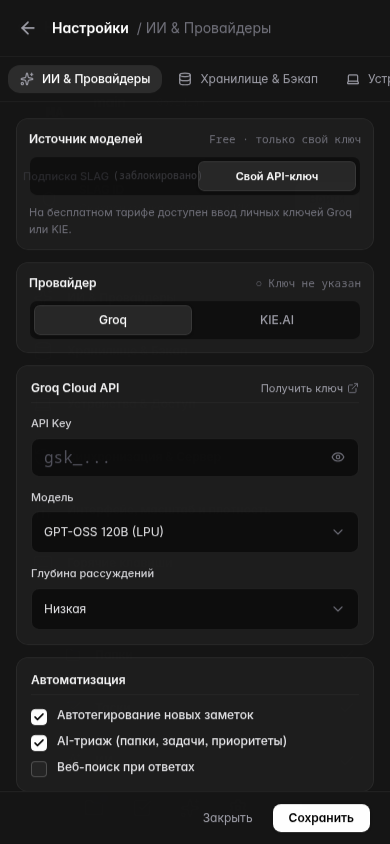 Настройки / ИИ & Провайдеры
ИИ & Провайдеры Хранилище & Бэкап Устр
Источник моделей Free · только свой ключ
Подписка SLAG (заблокировано) Свой API-ключ
На бесплатном тарифе доступен ввод личных ключей Groq
или KIE.
Провайдер ○ Ключ не указан
Groq KIE.AI
Groq Cloud API Получить ключ
API Key
gsk_...
Модель
GPT-OSS 120B (LPU)
Глубина рассуждений
Низкая
Автоматизация
Автотегирование новых заметок
AI-триаж (папки, задачи, приоритеты)
Веб-поиск при ответах
Закрыть Сохранить